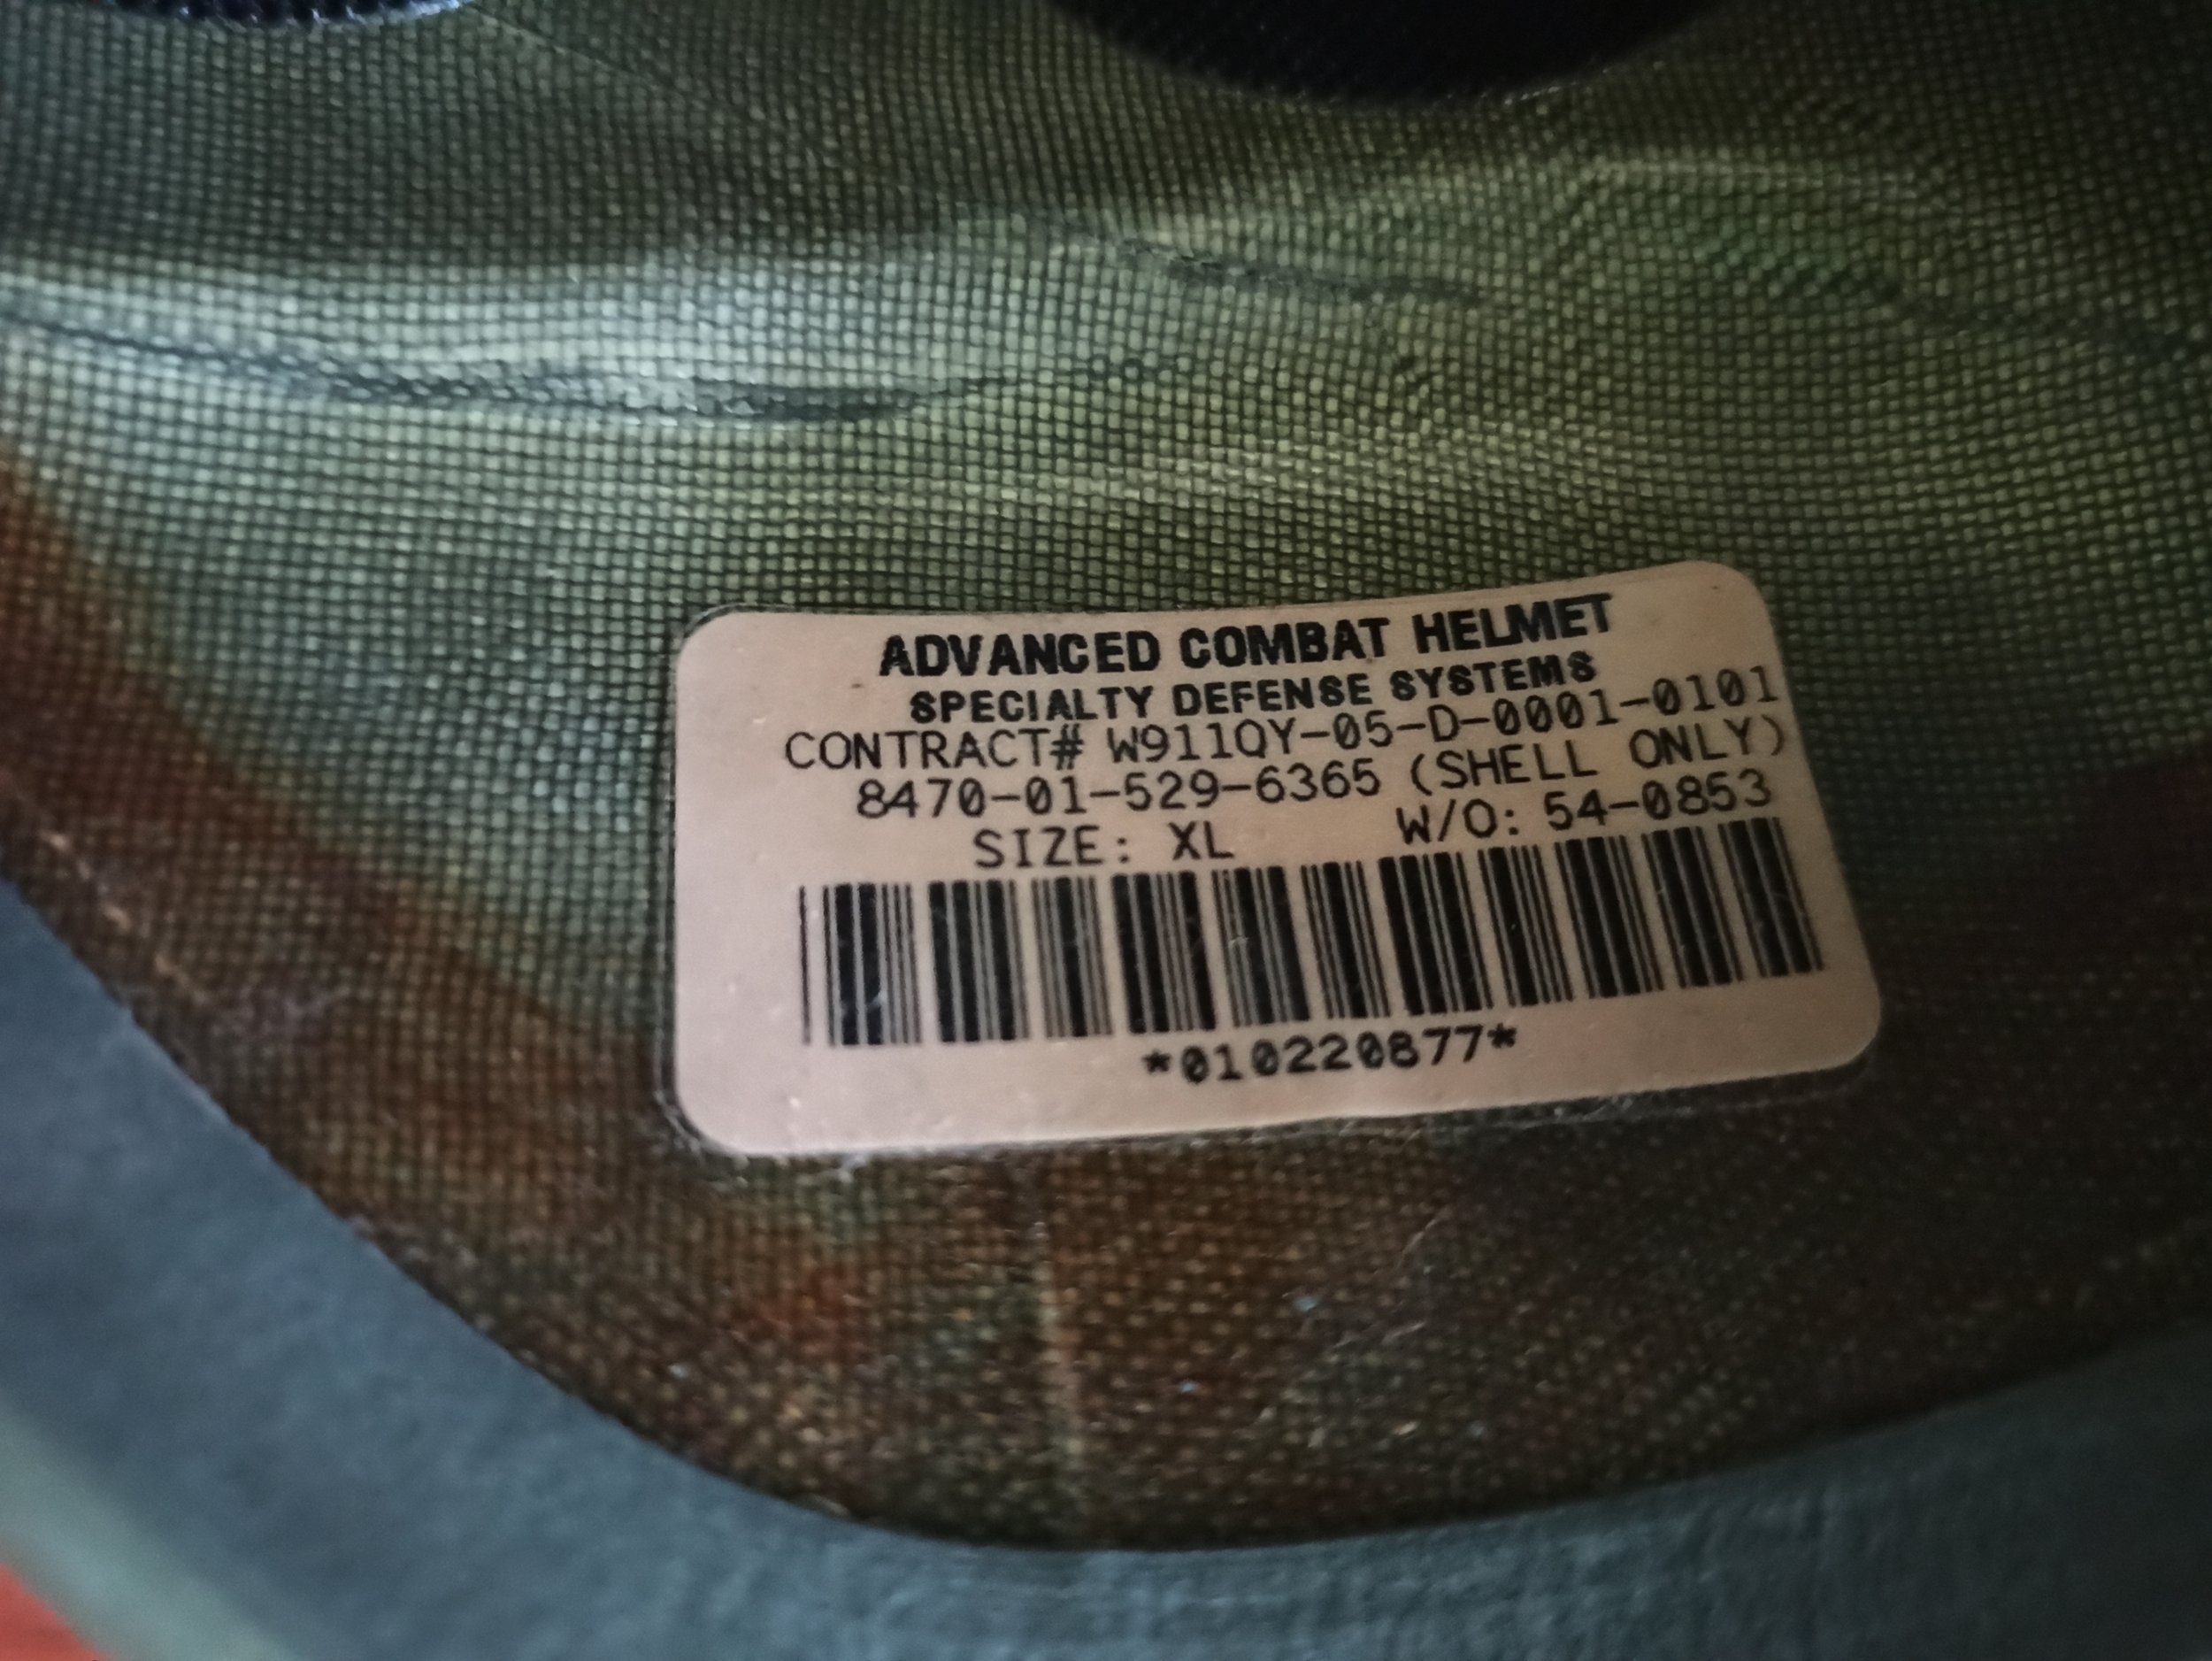 ADVANCED COMBAT HELMET
SPECIALTY DEFENSE SYSTEMS
CONTRACT# W911QY-05-D-0001-0101
8470-01-529-6365 (SHELL ONLY)
SIZE: XL W/O: 54-0853
*010220877*